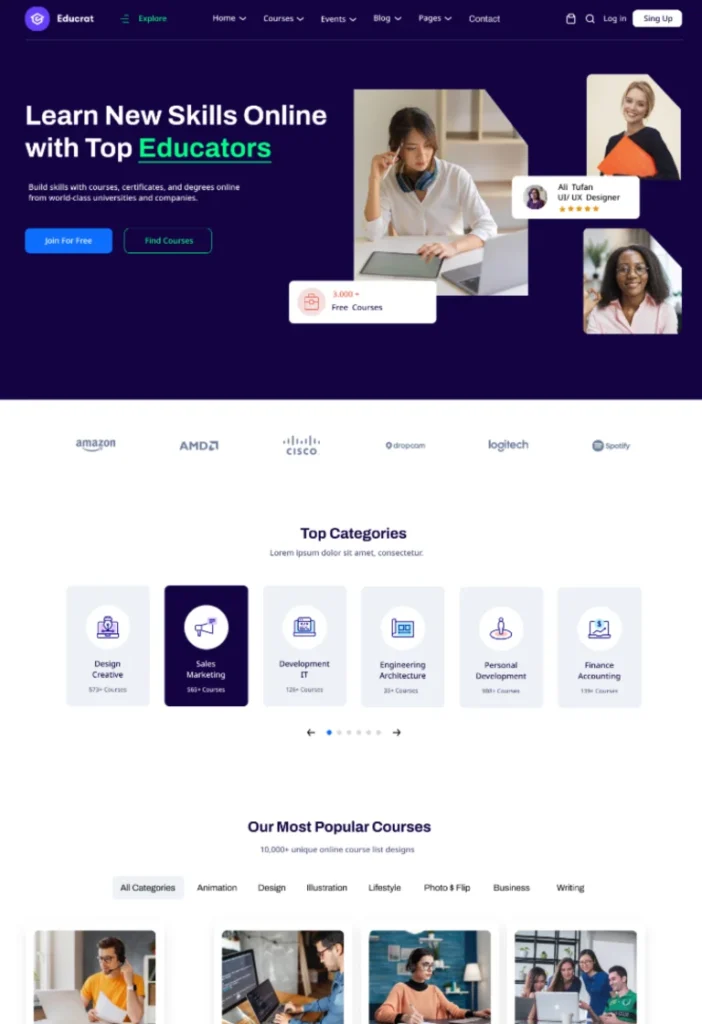 Educrat
Explore
Home
Courses
Events
Blog
Pages
Contact
Log in
Sing Up
Learn New Skills Online
with Top Educators
Build skills with courses, certificates, and degrees online
from world-class universities and companies.
Join For Free
Find Courses
Ali Tufan
UI/ UX Designer
3.000 +
Free Courses
amazon
AMD
CISCO
dropcam
logitech
Spotify
Top Categories
Lorem ipsum dolor sit amet, consectetur.
Design
Creative
573+ Courses
Sales
Marketing
565+ Courses
Development
IT
126+ Courses
Engineering
Architecture
35+ Courses
Personal
Development
908+ Courses
Finance
Accounting
129+ Courses
Our Most Popular Courses
10,000+ unique online course list designs
All Categories
Animation
Design
Illustration
Lifestyle
Photo $ Flip
Business
Writing